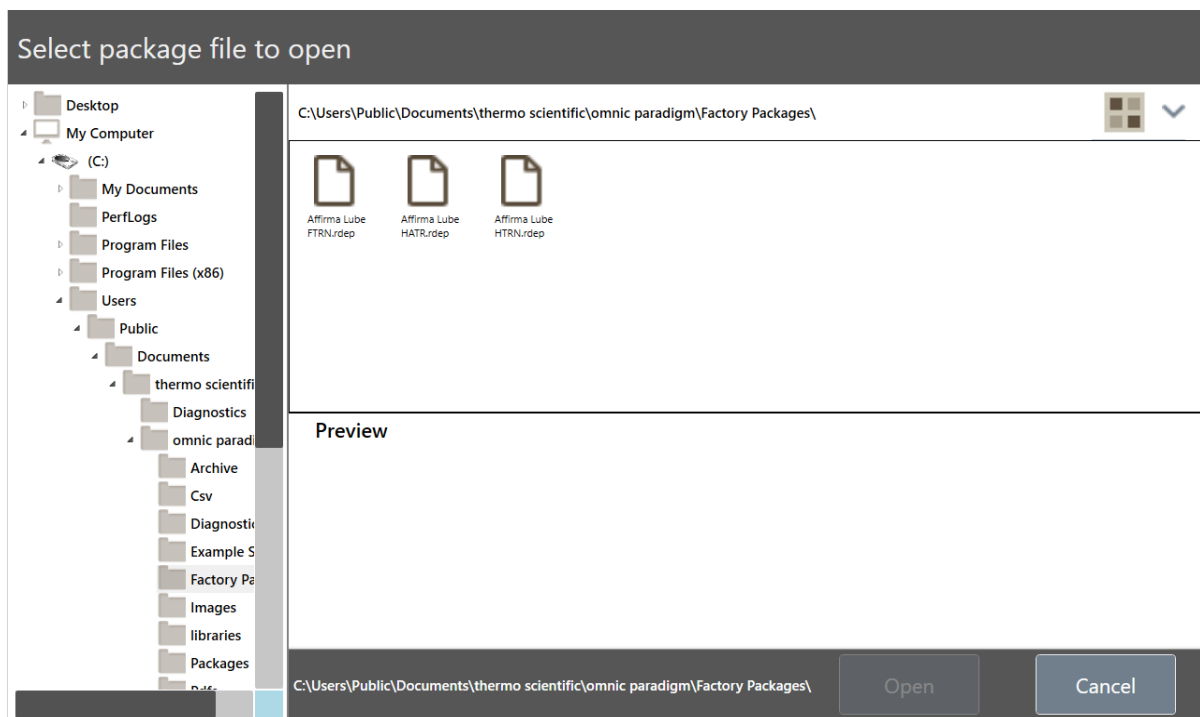 Select package file to open
Desktop
My Computer
(C:)
My Documents
PerfLogs
Program Files
Program Files (x86)
Users
Public
Documents
thermo scientifi
Diagnostics
omnic paradi
Archive
Csv
Diagnostic
Example S
Factory Pa
Images
libraries
Packages
C:\Users\Public\Documents\thermo scientific\omnic paradigm\Factory Packages\
Affirma Lube
FTRN.rdep
Affirma Lube
HATR.rdep
Affirma Lube
HTRN.rdep
Preview
C:\Users\Public\Documents\thermo scientific\omnic paradigm\Factory Packages\
Open
Cancel